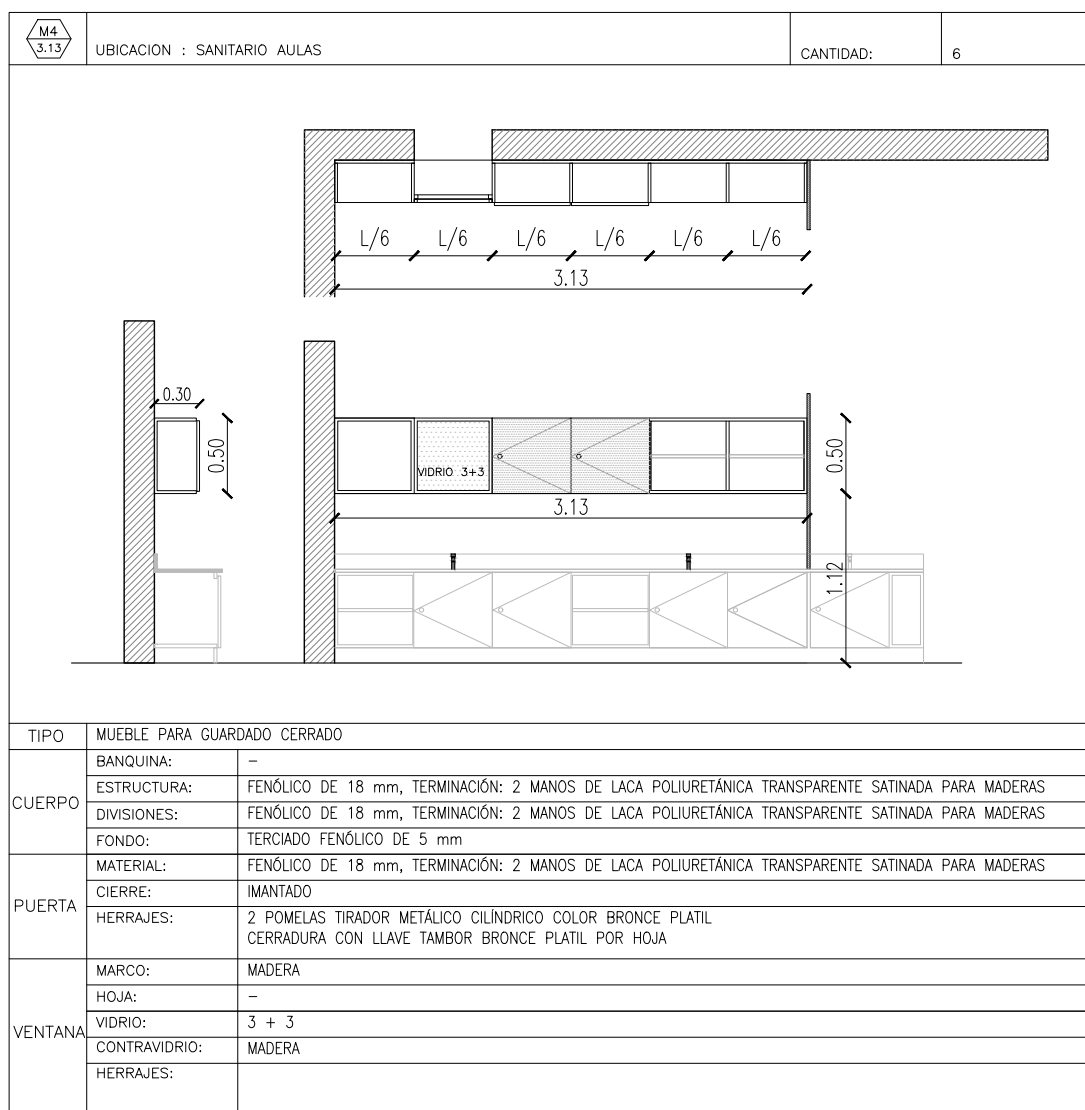 M4
3.13
UBICACION : SANITARIO AULAS
CANTIDAD:
6
L/6 L/6 L/6 L/6 L/6 L/6
3.13
0.30
0.50
VIDRIO 3+3
0.50
3.13
1.12
TIPO
MUEBLE PARA GUARDADO CERRADO
CUERPO
BANQUINA: –
ESTRUCTURA: FENÓLICO DE 18 mm, TERMINACIÓN: 2 MANOS DE LACA POLIURETÁNICA TRANSPARENTE SATINADA PARA MADERAS
DIVISIONES: FENÓLICO DE 18 mm, TERMINACIÓN: 2 MANOS DE LACA POLIURETÁNICA TRANSPARENTE SATINADA PARA MADERAS
FONDO: TERCIADO FENÓLICO DE 5 mm
PUERTA
MATERIAL: FENÓLICO DE 18 mm, TERMINACIÓN: 2 MANOS DE LACA POLIURETÁNICA TRANSPARENTE SATINADA PARA MADERAS
CIERRE: IMANTADO
HERRAJES: 2 POMELAS TIRADOR METÁLICO CILÍNDRICO COLOR BRONCE PLATIL
CERRADURA CON LLAVE TAMBOR BRONCE PLATIL POR HOJA
VENTANA
MARCO: MADERA
HOJA: –
VIDRIO: 3 + 3
CONTRAVIDRIO: MADERA
HERRAJES: